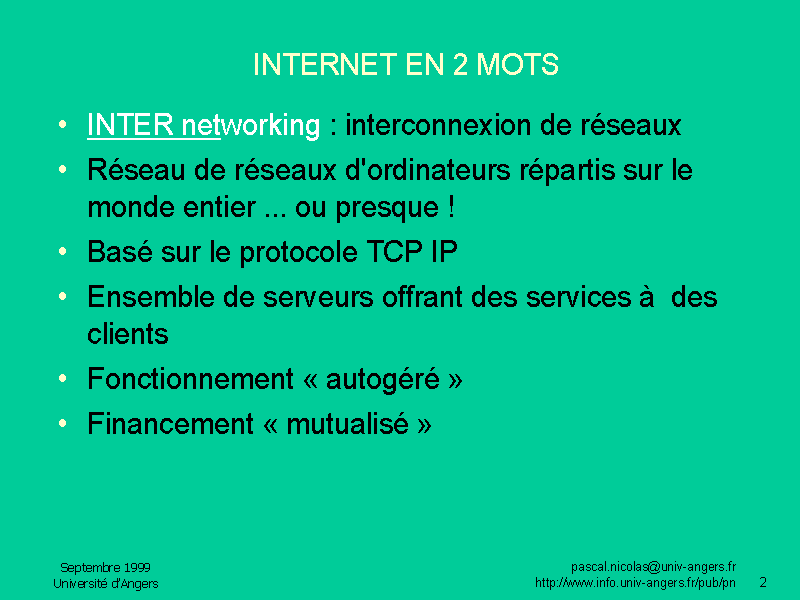 INTERNET EN 2 MOTS
• INTER networking : interconnexion de réseaux
• Réseau de réseaux d'ordinateurs répartis sur le
monde entier ... ou presque !
• Basé sur le protocole TCP IP
• Ensemble de serveurs offrant des services à  des
clients
• Fonctionnement « autogéré »
• Financement « mutualisé »
Septembre 1999
Université d'Angers
pascal.nicolas@univ-angers.fr
http://www.info.univ-angers.fr/pub/pn
2